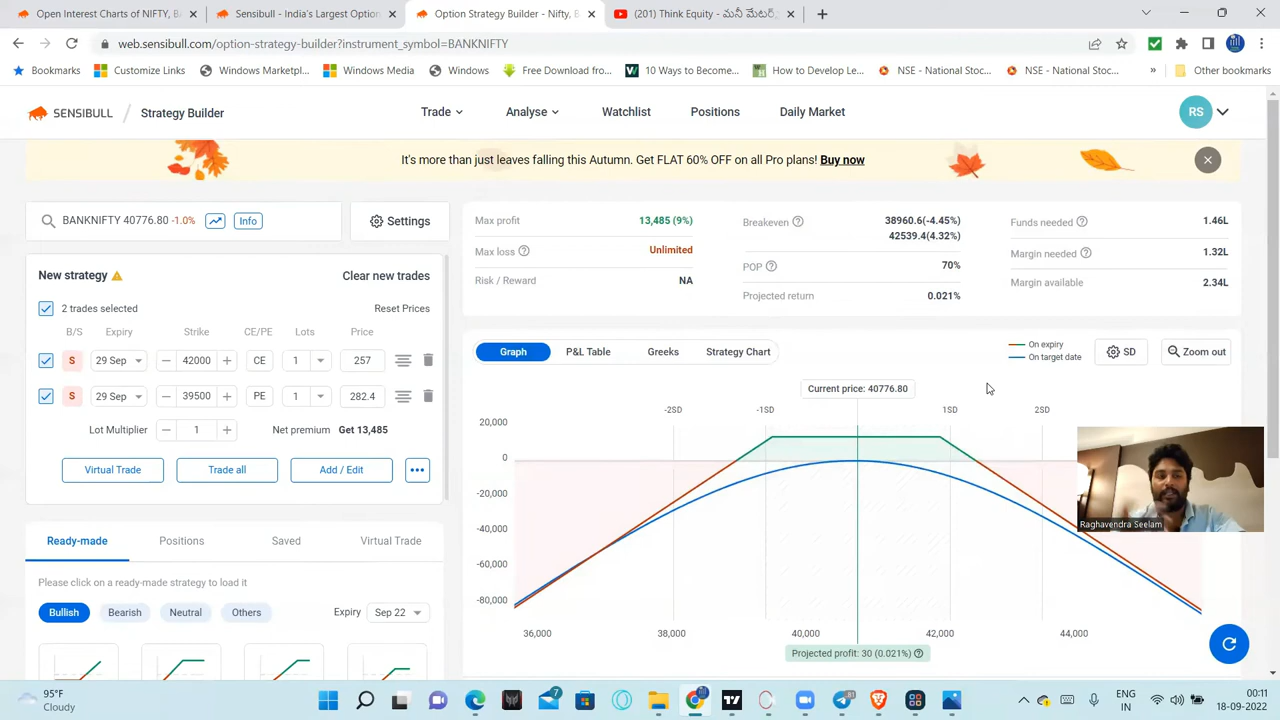 Open Interest Charts of NIFTY, B
Sensibull - India's Largest Option
Option Strategy Builder - Nifty, B
(201) Think Equity - మనీ మేటర్స్
web.sensibull.com/option-strategy-builder?instrument_symbol=BANKNIFTY
Bookmarks
Customize Links
Windows Marketpl...
Windows Media
Windows
Free Download fro...
10 Ways to Become...
How to Develop Le...
NSE - National Stoc...
NSE - National Stoc...
»
Other bookmarks
SENSIBULL / Strategy Builder
Trade
Analyse
Watchlist
Positions
Daily Market
RS
It's more than just leaves falling this Autumn. Get FLAT 60% OFF on all Pro plans! Buy now
BANKNIFTY 40776.80 -1.0%
Info
Settings
New strategy
Clear new trades
2 trades selected
Reset Prices
B/S Expiry Strike CE/PE Lots Price
S 29 Sep − 42000 + CE 1 257
S 29 Sep − 39500 + PE 1 282.4
Lot Multiplier − 1 + Net premium Get 13,485
Virtual Trade
Trade all
Add / Edit
Ready-made
Positions
Saved
Virtual Trade
Please click on a ready-made strategy to load it
Bullish
Bearish
Neutral
Others
Expiry Sep 22
Max profit 13,485 (9%)
Max loss Unlimited
Risk / Reward NA
Breakeven 38960.6(-4.45%)
42539.4(4.32%)
POP 70%
Projected return 0.021%
Funds needed 1.46L
Margin needed 1.32L
Margin available 2.34L
Graph
P&L Table
Greeks
Strategy Chart
On expiry
On target date
SD
Zoom out
Current price: 40776.80
-2SD -1SD 1SD 2SD
20,000
0
-20,000
-40,000
-60,000
-80,000
36,000 38,000 40,000 42,000 44,000
Projected profit: 30 (0.021%)
Raghavendra Seelam
95°F
Cloudy
7
ENG
IN
00:11
18-09-2022